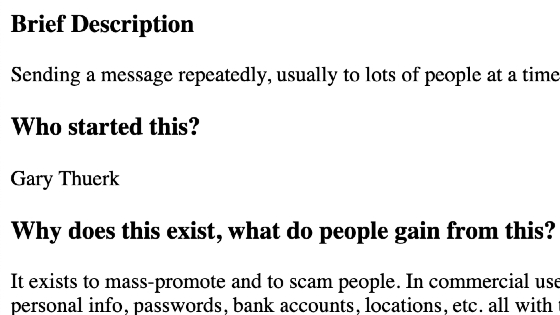 Brief Description
Sending a message repeatedly, usually to lots of people at a time
Who started this?
Gary Thuerk
Why does this exist, what do people gain from this?
It exists to mass-promote and to scam people. In commercial use
personal info, passwords, bank accounts, locations, etc. all with